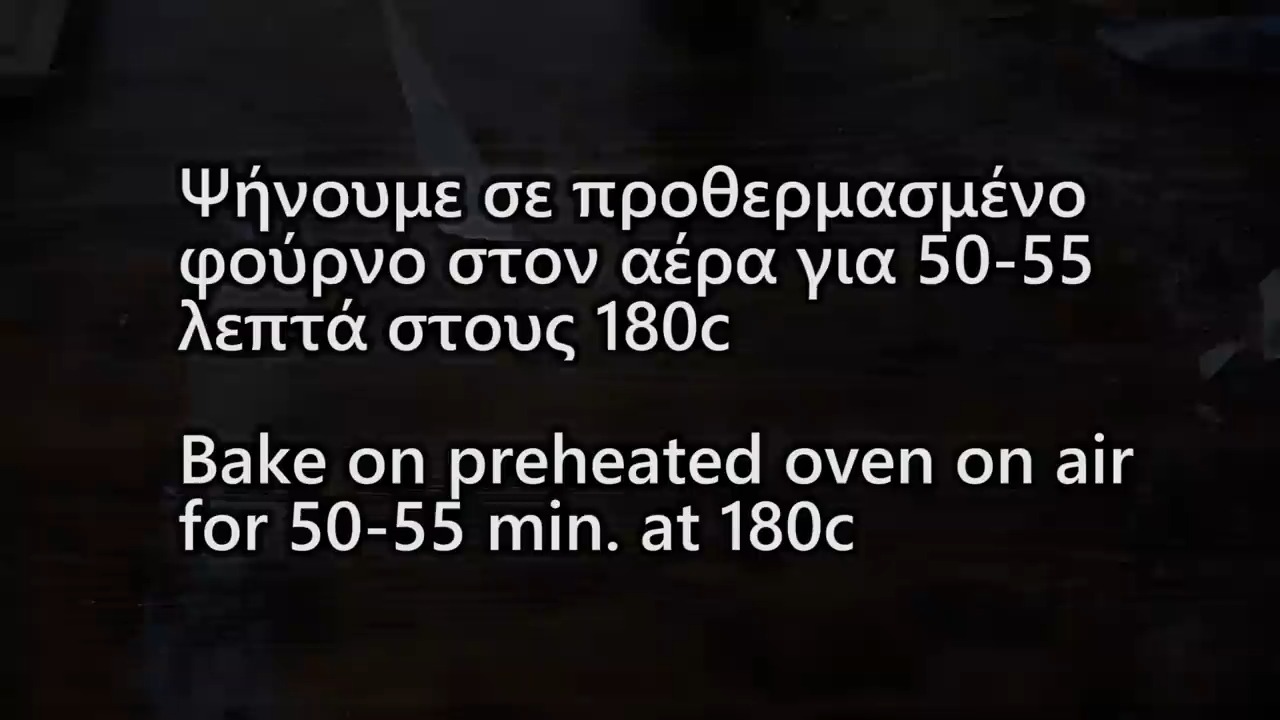 Ψήνουμε σε προθερμασμένο
φούρνο στον αέρα για 50-55
λεπτά στους 180c
Bake on preheated oven on air
for 50-55 min. at 180c